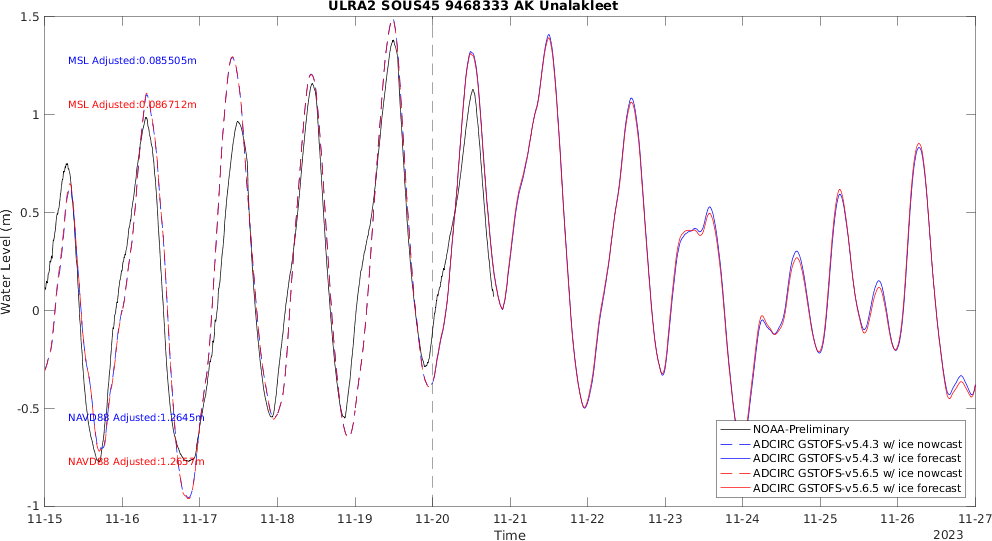 ULRA2 SOUS45 9468333 AK Unalakleet
1.5
1
0.5
0
-0.5
-1
Water Level (m)
MSL Adjusted:0.085505m
MSL Adjusted:0.086712m
NAVD88 Adjusted:1.2645m
NAVD88 Adjusted:1.2657m
NOAA-Preliminary
ADCIRC GSTOFS-v5.4.3 w/ ice nowcast
ADCIRC GSTOFS-v5.4.3 w/ ice forecast
ADCIRC GSTOFS-v5.6.5 w/ ice nowcast
ADCIRC GSTOFS-v5.6.5 w/ ice forecast
11-15 11-16 11-17 11-18 11-19 11-20 11-21 11-22 11-23 11-24 11-25 11-26 11-27
Time
2023